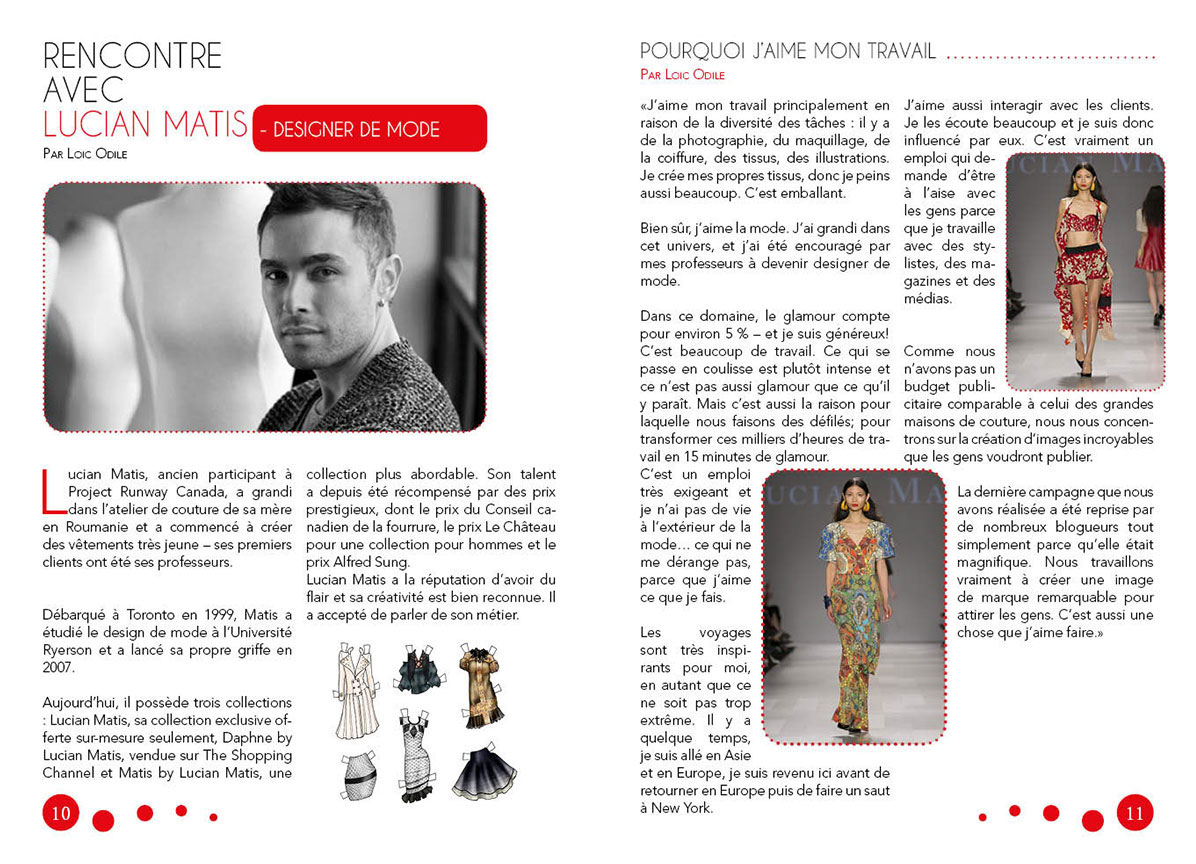 RENCONTRE
AVEC
LUCIAN MATIS - DESIGNER DE MODE
Par Loic Odile
Lucian Matis, ancien participant à
Project Runway Canada, a grandi
dans l'atelier de couture de sa mère
en Roumanie et a commencé à créer
des vêtements très jeune – ses premiers
clients ont été ses professeurs.
Débarqué à Toronto en 1999, Matis a
étudié le design de mode à l'Université
Ryerson et a lancé sa propre griffe en
2007.
Aujourd'hui, il possède trois collections
: Lucian Matis, sa collection exclusive of-
ferte sur-mesure seulement, Daphne by
Lucian Matis, vendue sur The Shopping
Channel et Matis by Lucian Matis, une
collection plus abordable. Son talent
a depuis été récompensé par des prix
prestigieux, dont le prix du Conseil ca-
nadien de la fourrure, le prix Le Château
pour une collection pour hommes et le
prix Alfred Sung.
Lucian Matis a la réputation d'avoir du
flair et sa créativité est bien reconnue. Il
a accepté de parler de son métier.
10
POURQUOI J'AIME MON TRAVAIL
Par Loic Odile
«J'aime mon travail principalement en
raison de la diversité des tâches : il y a
de la photographie, du maquillage, de
la coiffure, des tissus, des illustrations.
Je crée mes propres tissus, donc je peins
aussi beaucoup. C'est emballant.
Bien sûr, j'aime la mode. J'ai grandi dans
cet univers, et j'ai été encouragé par
mes professeurs à devenir designer de
mode.
Dans ce domaine, le glamour compte
pour environ 5 % – et je suis généreux!
C'est beaucoup de travail. Ce qui se
passe en coulisse est plutôt intense et
ce n'est pas aussi glamour que ce qu'il
y paraît. Mais c'est aussi la raison pour
laquelle nous faisons des défilés; pour
transformer ces milliers d'heures de tra-
vail en 15 minutes de glamour.
C'est un emploi
très exigeant et
je n'ai pas de vie
à l'extérieur de la
mode… ce qui ne
me dérange pas,
parce que j'aime
ce que je fais.
Les voyages
sont très inspi-
rants pour moi,
en autant que ce
ne soit pas trop
extrême. Il y a
quelque temps,
je suis allé en Asie
et en Europe, je suis revenu ici avant de
retourner en Europe puis de faire un saut
à New York.
J'aime aussi interagir avec les clients.
Je les écoute beaucoup et je suis donc
influencé par eux. C'est vraiment un
emploi qui de-
mande d'être
à l'aise avec
les gens parce
que je travaille
avec des sty-
listes, des ma-
gazines et des
médias.
Comme nous
n'avons pas un
budget publi-
citaire comparable à celui des grandes
maisons de couture, nous nous concen-
trons sur la création d'images incroyables
que les gens voudront publier.
La dernière campagne que nous
avons réalisée a été reprise par
de nombreux blogueurs tout
simplement parce qu'elle était
magnifique. Nous travaillons
vraiment à créer une image
de marque remarquable pour
attirer les gens. C'est aussi une
chose que j'aime faire.»
UCIAN MA
UCIAN MA
11